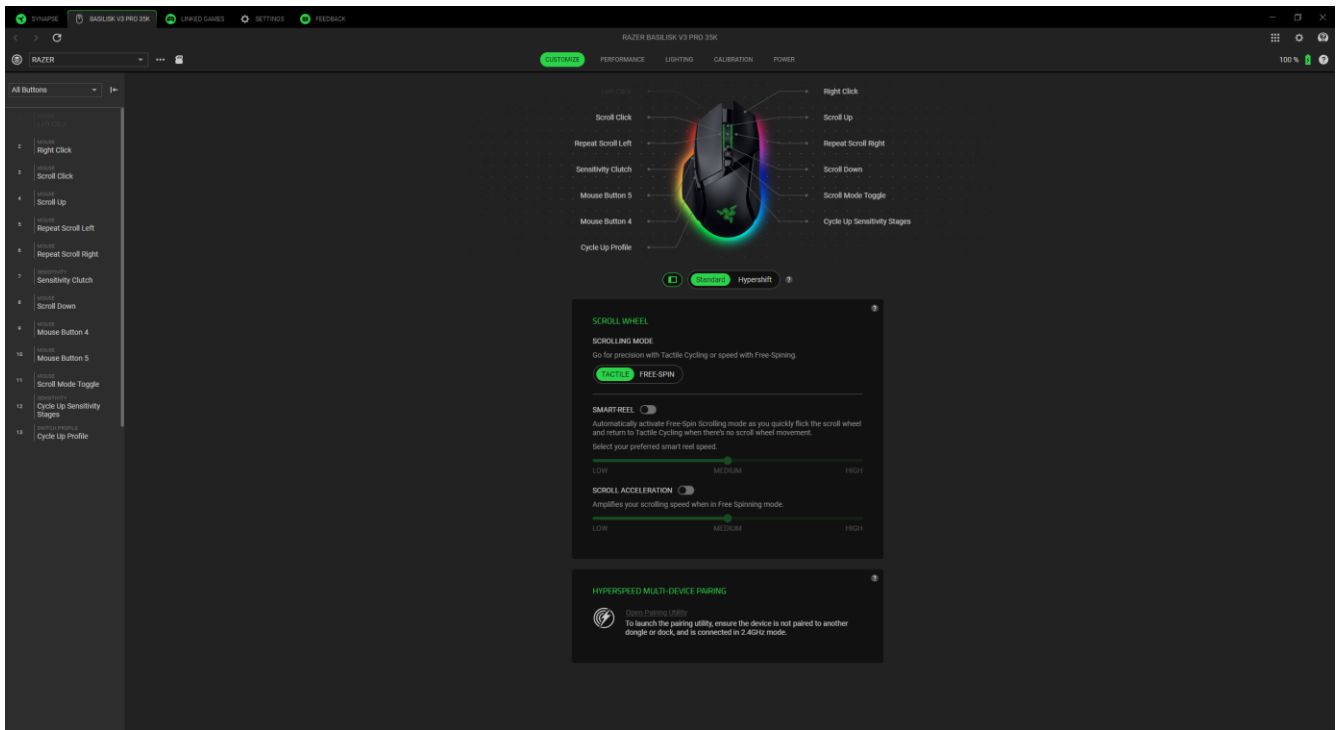 SYNAPSE
BASILISK V3 PRO 35K
LINKED GAMES
SETTINGS
FEEDBACK
RAZER BASILISK V3 PRO 35K
RAZER
CUSTOMIZE
PERFORMANCE
LIGHTING
CALIBRATION
POWER
100 %
All Buttons
Left Click
2
MOUSE
Right Click
3
MOUSE
Scroll Click
4
MOUSE
Scroll Up
5
MOUSE
Repeat Scroll Left
6
MOUSE
Repeat Scroll Right
7
SENSITIVITY
Sensitivity Clutch
8
MOUSE
Scroll Down
9
MOUSE
Mouse Button 4
10
MOUSE
Mouse Button 5
11
MOUSE
Scroll Mode Toggle
12
SENSITIVITY
Cycle Up Sensitivity
Stages
13
SWITCH PROFILE
Cycle Up Profile
Left Click
Scroll Click
Repeat Scroll Left
Sensitivity Clutch
Mouse Button 5
Mouse Button 4
Cycle Up Profile
Right Click
Scroll Up
Repeat Scroll Right
Scroll Down
Scroll Mode Toggle
Cycle Up Sensitivity Stages
Standard
Hypershift
SCROLL WHEEL
SCROLLING MODE
Go for precision with Tactile Cycling or speed with Free-Spining.
TACTILE
FREE-SPIN
SMART-REEL
Automatically activate Free-Spin Scrolling mode as you quickly flick the scroll wheel
and return to Tactile Cycling when there's no scroll wheel movement.
Select your preferred smart reel speed.
LOW
MEDIUM
HIGH
SCROLL ACCELERATION
Amplifies your scrolling speed when in Free Spinning mode.
LOW
MEDIUM
HIGH
HYPERSPEED MULTI-DEVICE PAIRING
Open Pairing Utility
To launch the pairing utility, ensure the device is not paired to another
dongle or dock, and is connected in 2.4GHz mode.